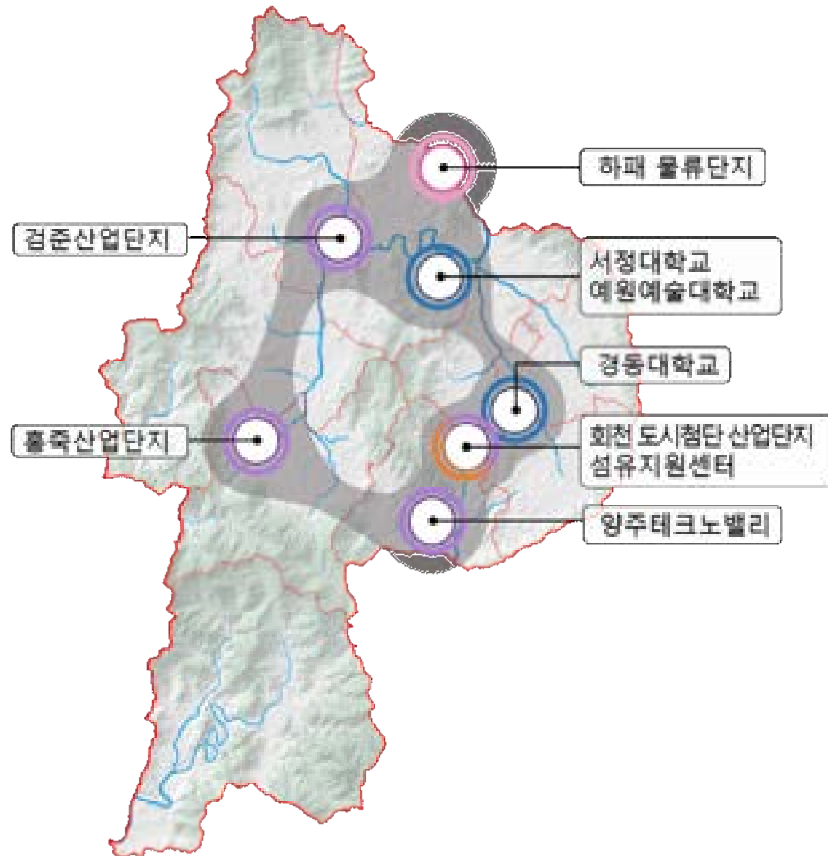 하패 물류단지
검준산업단지
서정대학교
예원예술대학교
경동대학교
홍죽산업단지
회천 도시첨단 산업단지
섬유지원센터
양주테크노밸리